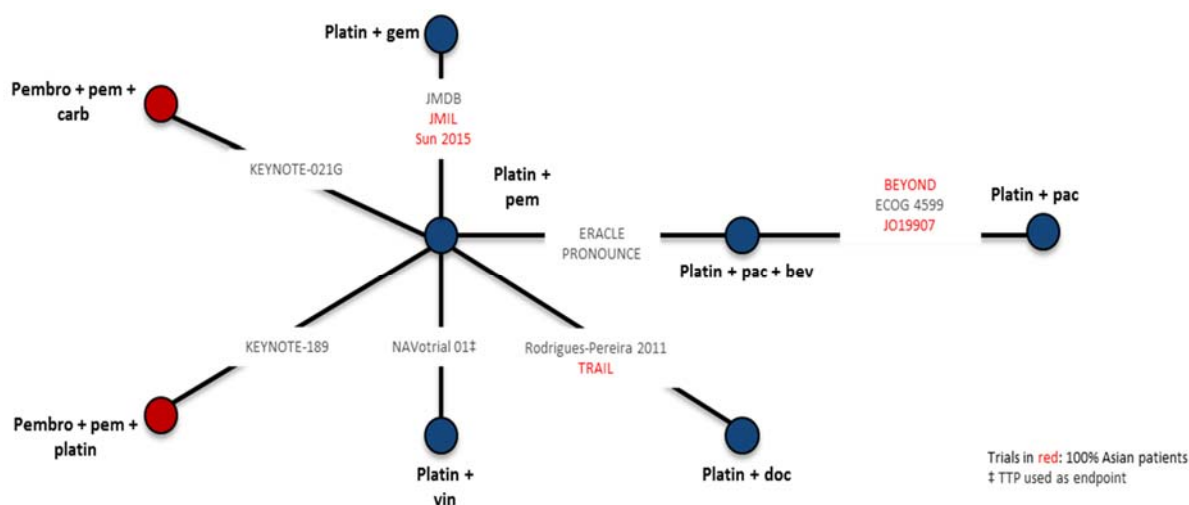 Platin + gem
Pembro + pem +
carb
JMDB
JMIL
Sun 2015
KEYNOTE-021G
Platin +
pem
BEYOND
ECOG 4599
JO19907
Platin + pac
ERACLE
PRONOUNCE
Platin + pac + bev
KEYNOTE-189
NAVotrial 01‡
Rodrigues-Pereira 2011
TRAIL
Pembro + pem +
platin
Platin +
vin
Platin + doc
Trials in red: 100% Asian patients
‡ TTP used as endpoint